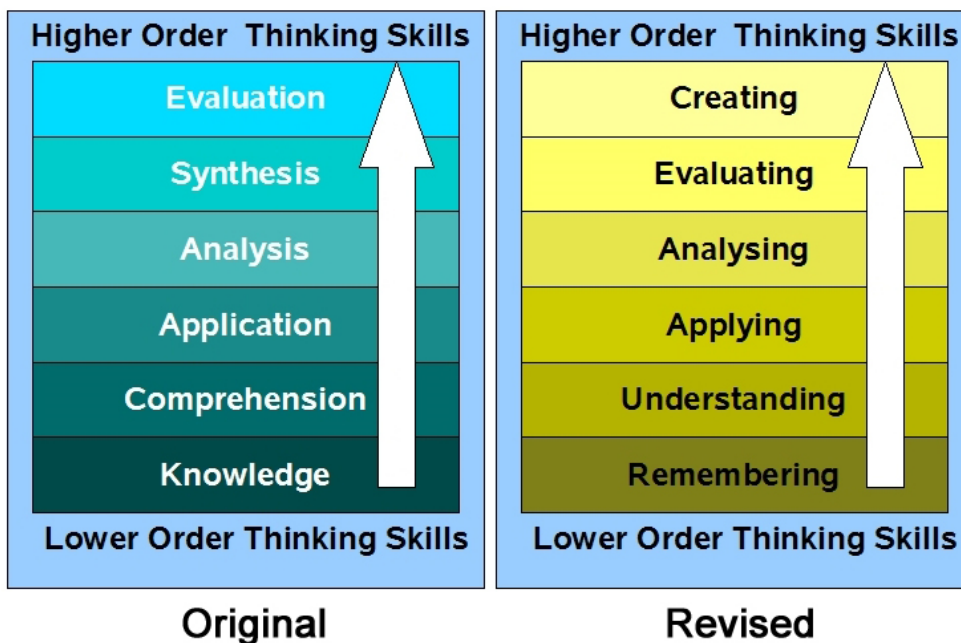 Higher Order Thinking Skills
Evaluation
Synthesis
Analysis
Application
Comprehension
Knowledge
Lower Order Thinking Skills
Original
Higher Order Thinking Skills
Creating
Evaluating
Analysing
Applying
Understanding
Remembering
Lower Order Thinking Skills
Revised